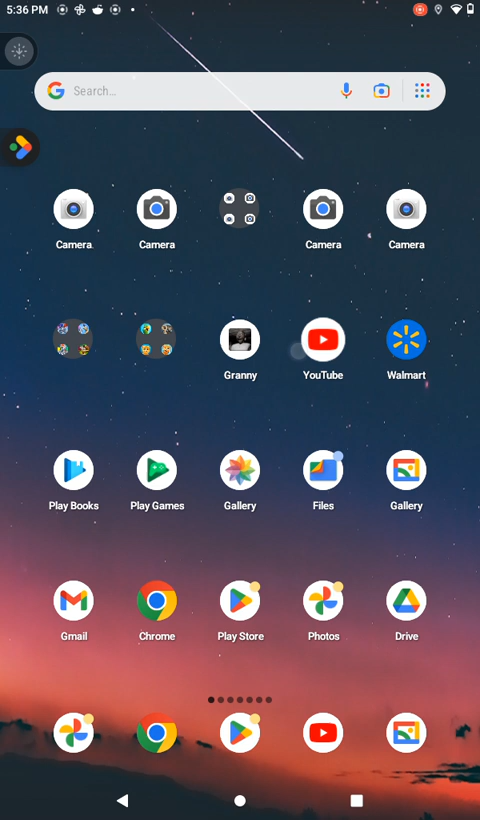 5:36 PM
Search...
Camera
Camera
Camera
Camera
Granny
YouTube
Walmart
Play Books
Play Games
Gallery
Files
Gallery
Gmail
Chrome
Play Store
Photos
Drive